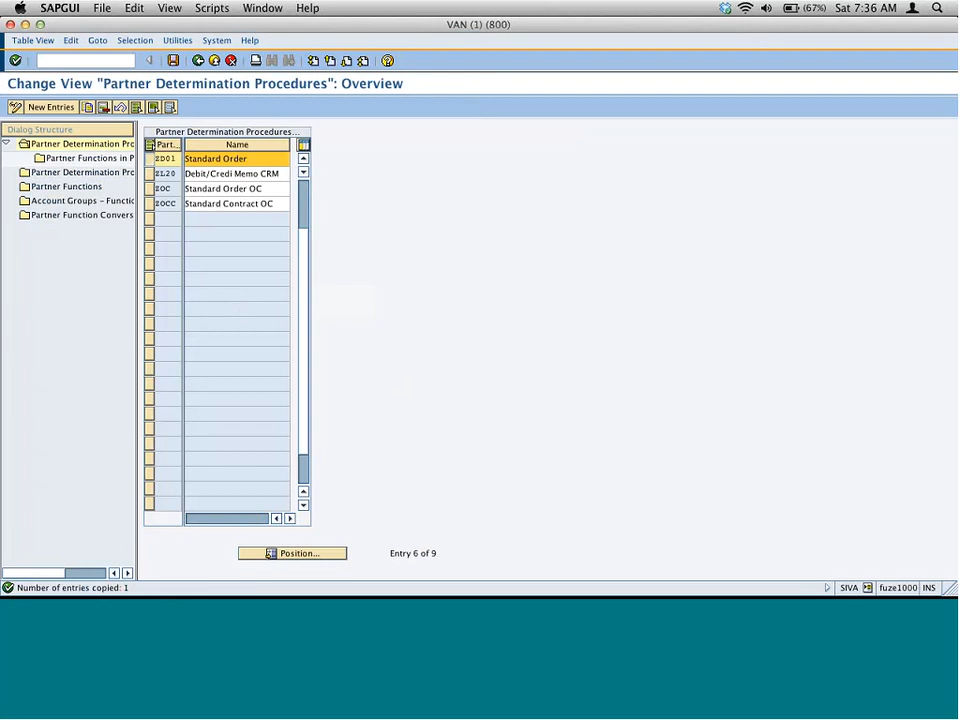 SAPGUI File Edit View Scripts Window Help (67%) Sat 7:36 AM
VAN (1) (800)
Table View Edit Goto Selection Utilities System Help
Change View "Partner Determination Procedures": Overview
New Entries
Dialog Structure
Partner Determination Pro
Partner Functions in P
Partner Determination Pro
Partner Functions
Account Groups - Functio
Partner Function Convers
Partner Determination Procedures...
Part... Name
ZD01 Standard Order
ZL20 Debit/Credi Memo CRM
ZOC Standard Order OC
ZOCC Standard Contract OC
Position... Entry 6 of 9
Number of entries copied: 1 SIVA fuze1000 INS